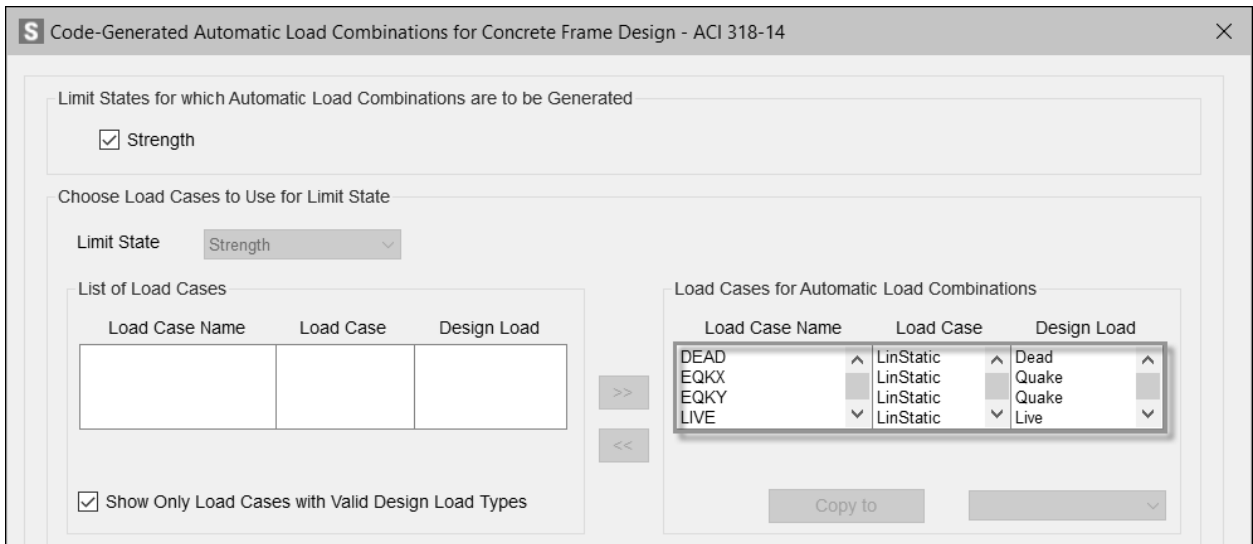 S Code-Generated Automatic Load Combinations for Concrete Frame Design - ACI 318-14
Limit States for which Automatic Load Combinations are to be Generated
Strength
Choose Load Cases to Use for Limit State
Limit State Strength
List of Load Cases
Load Case Name Load Case Design Load
>>
<<
Show Only Load Cases with Valid Design Load Types
Load Cases for Automatic Load Combinations
Load Case Name Load Case Design Load
DEAD LinStatic Dead
EQKX LinStatic Quake
EQKY LinStatic Quake
LIVE LinStatic Live
Copy to